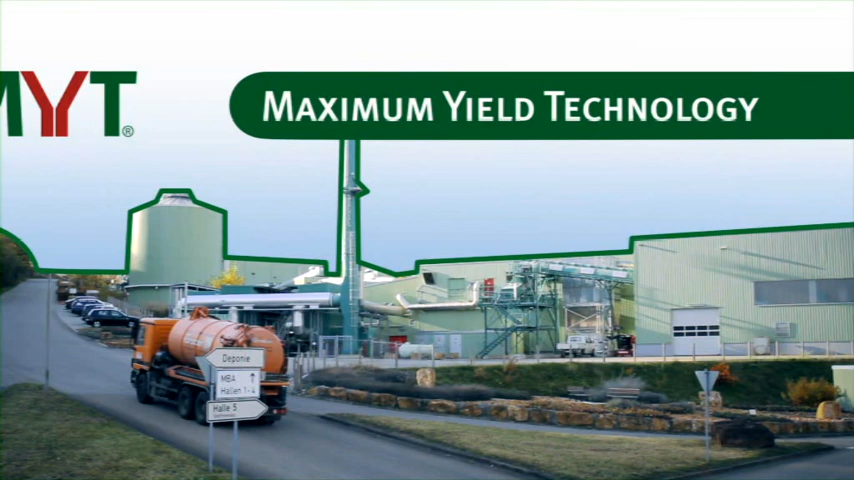 MYT®
MAXIMUM YIELD TECHNOLOGY
Deponie
MBA
Hallen 1-4
Halle 5